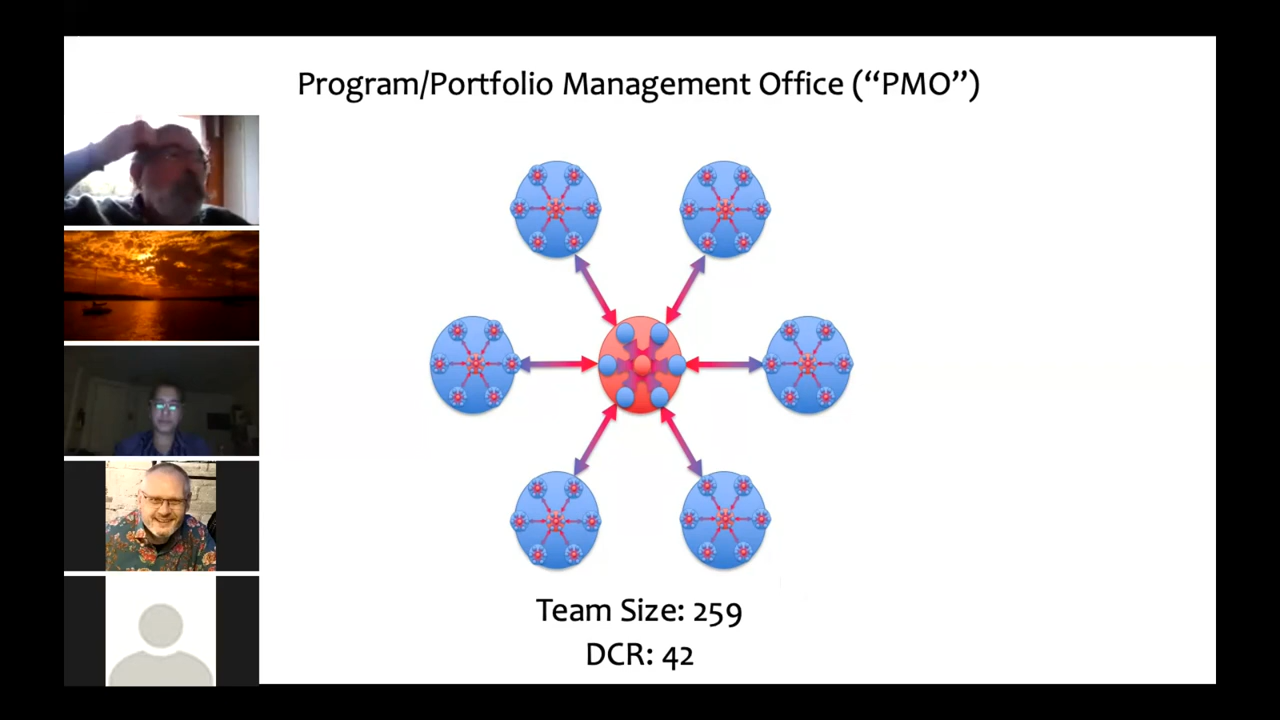 Program/Portfolio Management Office (“PMO”)
Team Size: 259
DCR: 42